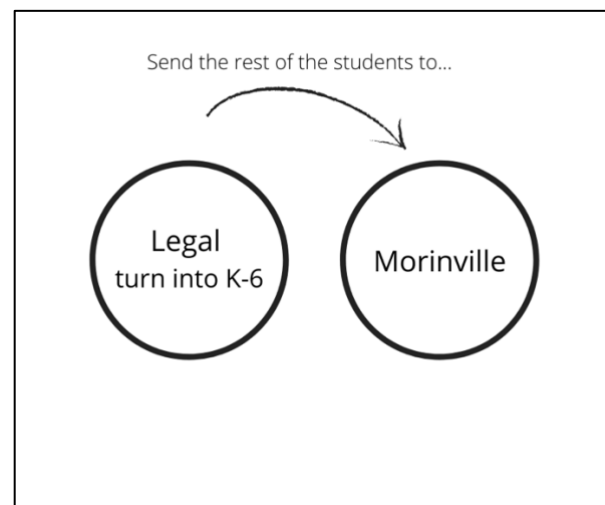 Send the rest of the students to...
Legal
turn into K-6
Morinville